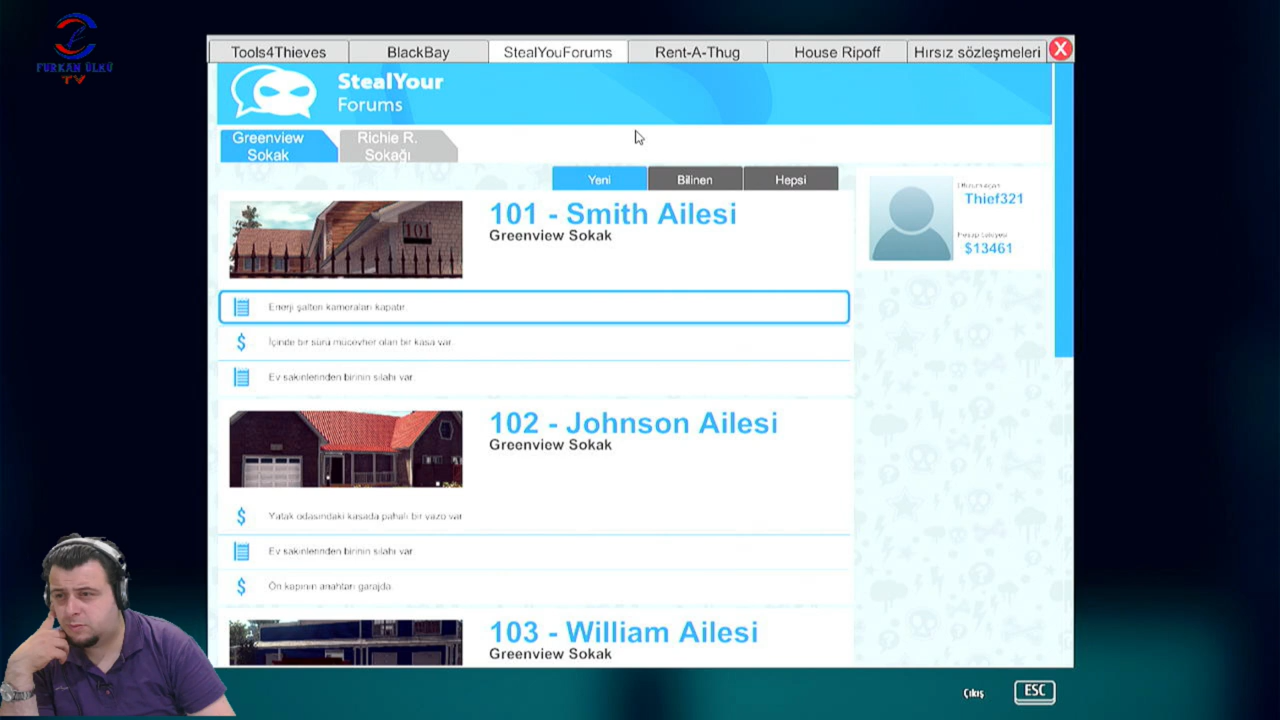 FURKAN ÜLKÜ
TV
Tools4Thieves
BlackBay
StealYouForums
Rent-A-Thug
House Ripoff
Hırsız sözleşmeleri
X
StealYour
Forums
Greenview
Sokak
Richie R.
Sokağı
Yeni
Bilinen
Hepsi
Thief321
$13461
101 - Smith Ailesi
Greenview Sokak
101
Enerji şalteri kameraları kapatır.
İçinde bir sürü mücevher olan bir kasa var.
Ev sakinlerinden birinin silahı var
102 - Johnson Ailesi
Greenview Sokak
Yatak odasındaki kasada pahalı bir vazo var
Ev sakinlerinden birinin silahı var
Ön kapının anahtarı garajda.
103 - William Ailesi
Greenview Sokak
Çıkış
ESC